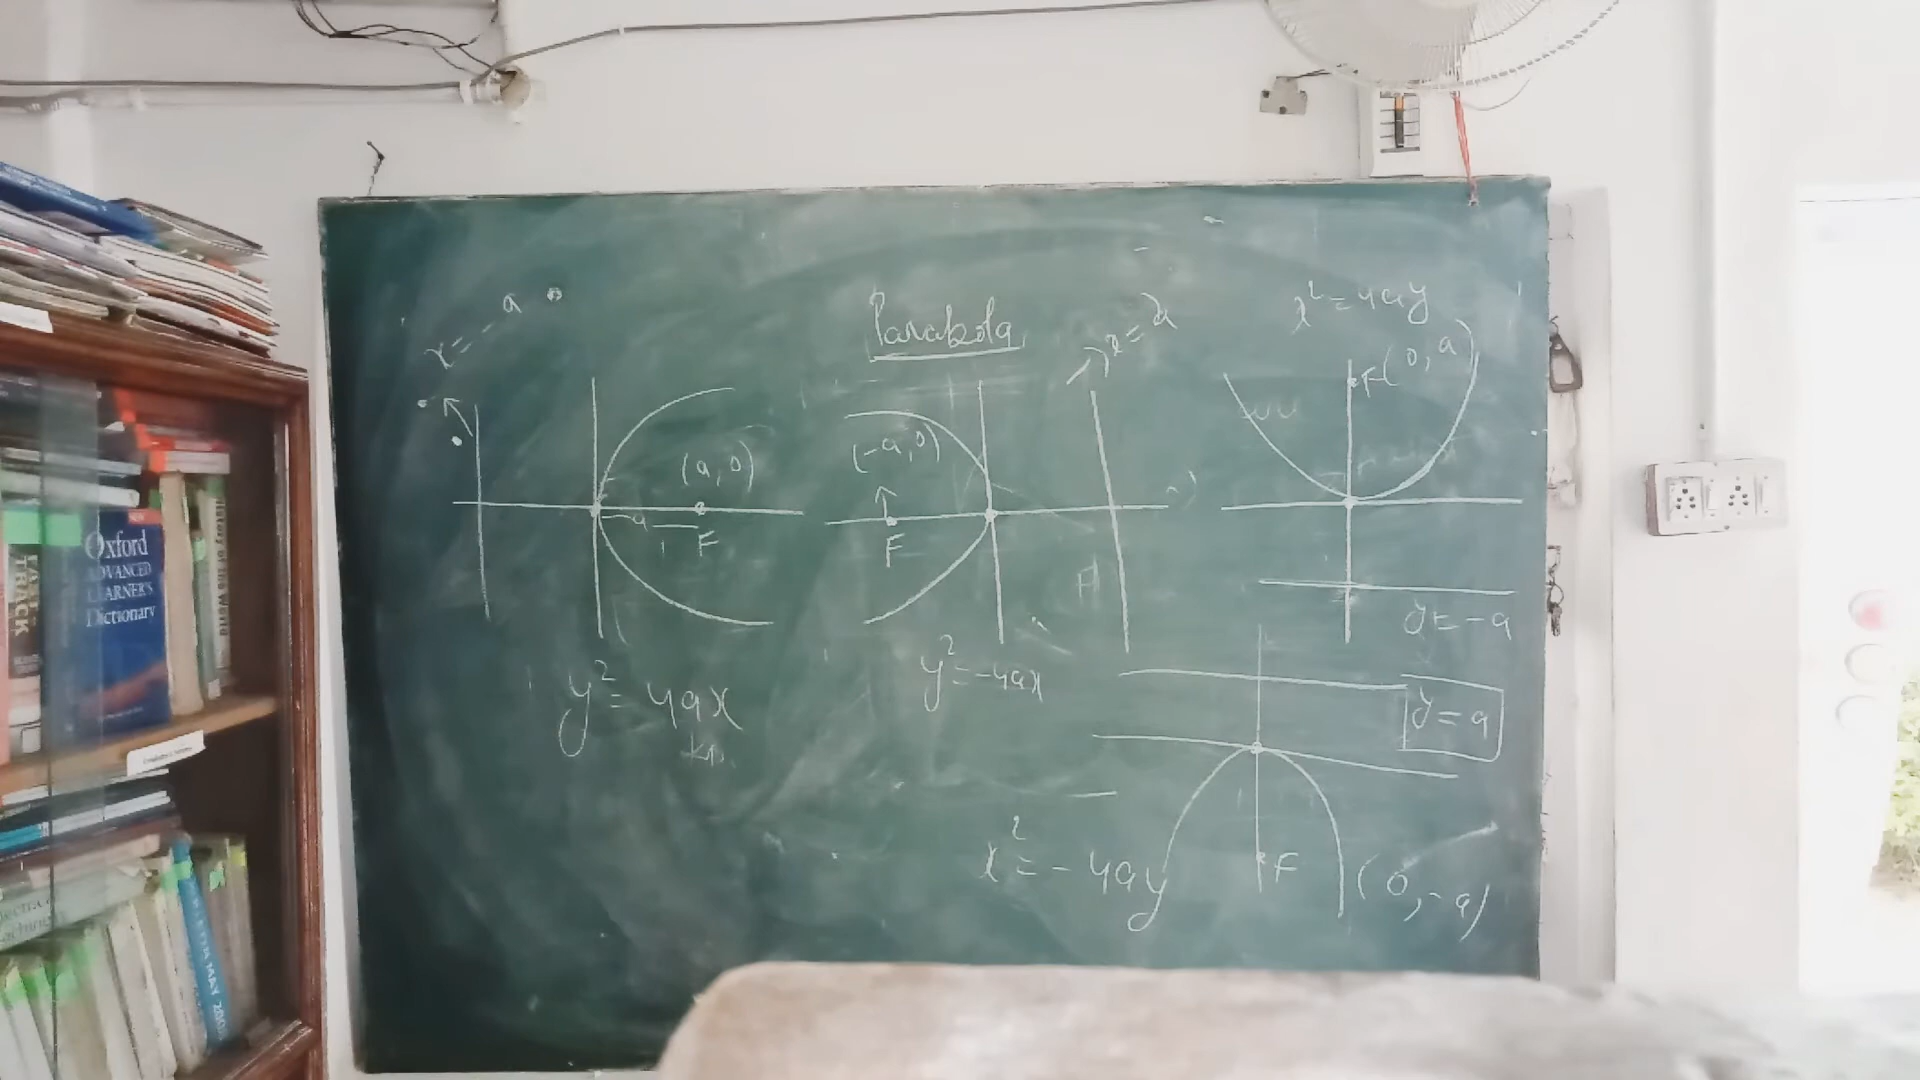 Parabola
x = -a
(a, 0)
a
F
y² = 4ax
x = a
(-a, 0)
F
y² = -4ax
x² = 4ay
F(0, a)
y = -a
y = a
x² = -4ay
F
(0, -a)
Oxford
ADVANCED
LEARNER'S
Dictionary
FAST
TRACK